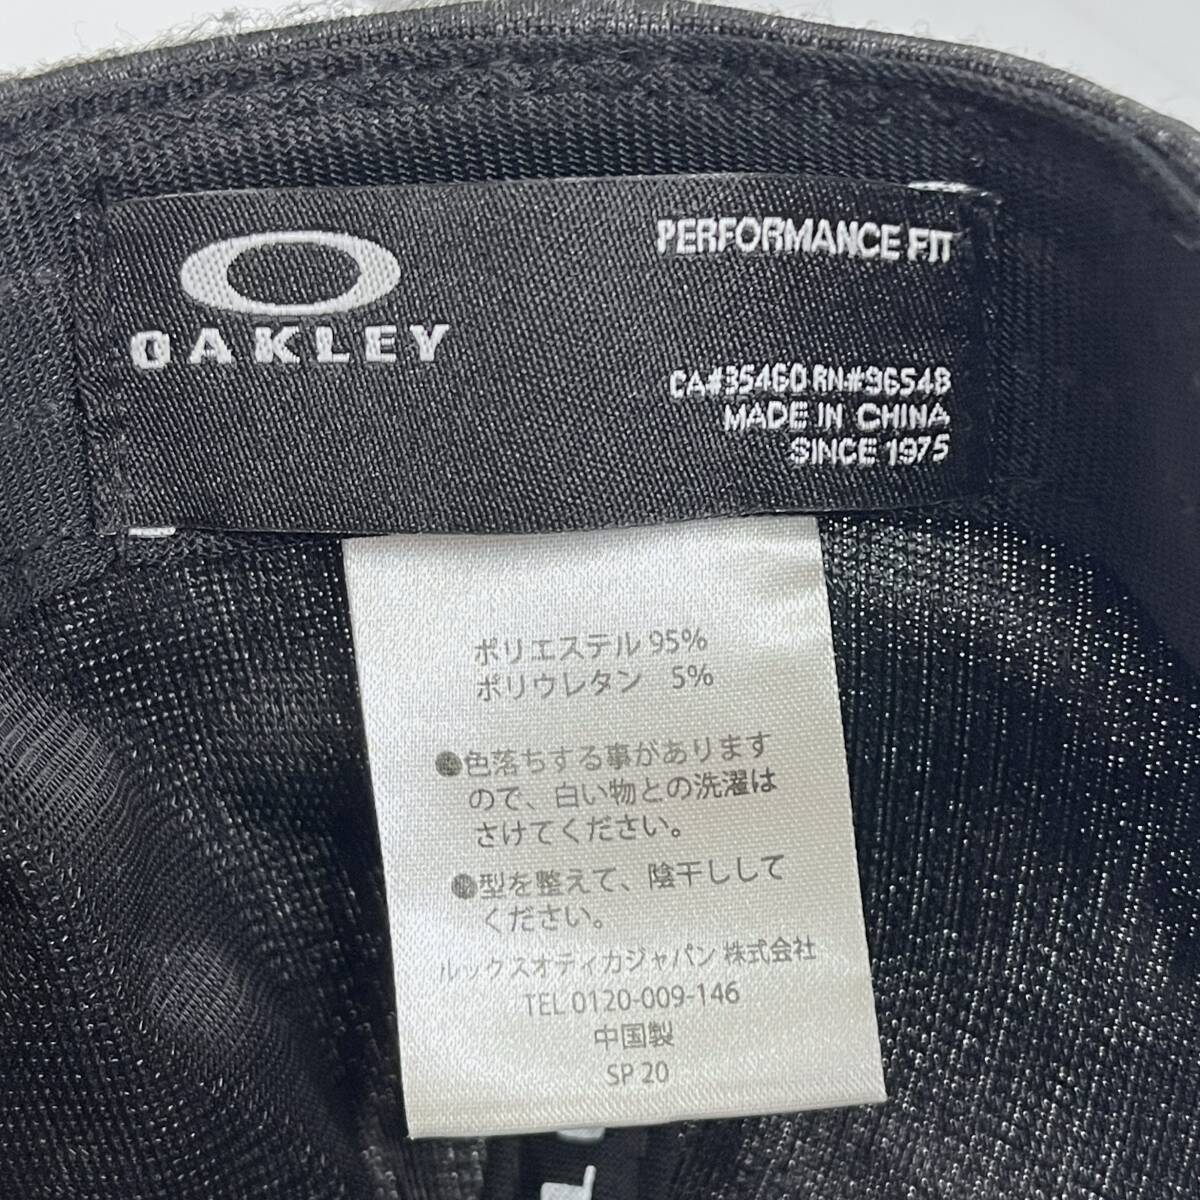 OAKLEY
PERFORMANCE FIT
CA#35460 RN#96548
MADE IN CHINA
SINCE 1975
ポリエステル 95%
ポリウレタン 5%
●色落ちする事があります
ので、白い物との洗濯は
さけてください。
●型を整えて、陰干しして
ください。
ルックスオティカジャパン 株式会社
TEL 0120-009-146
中国製
SP 20